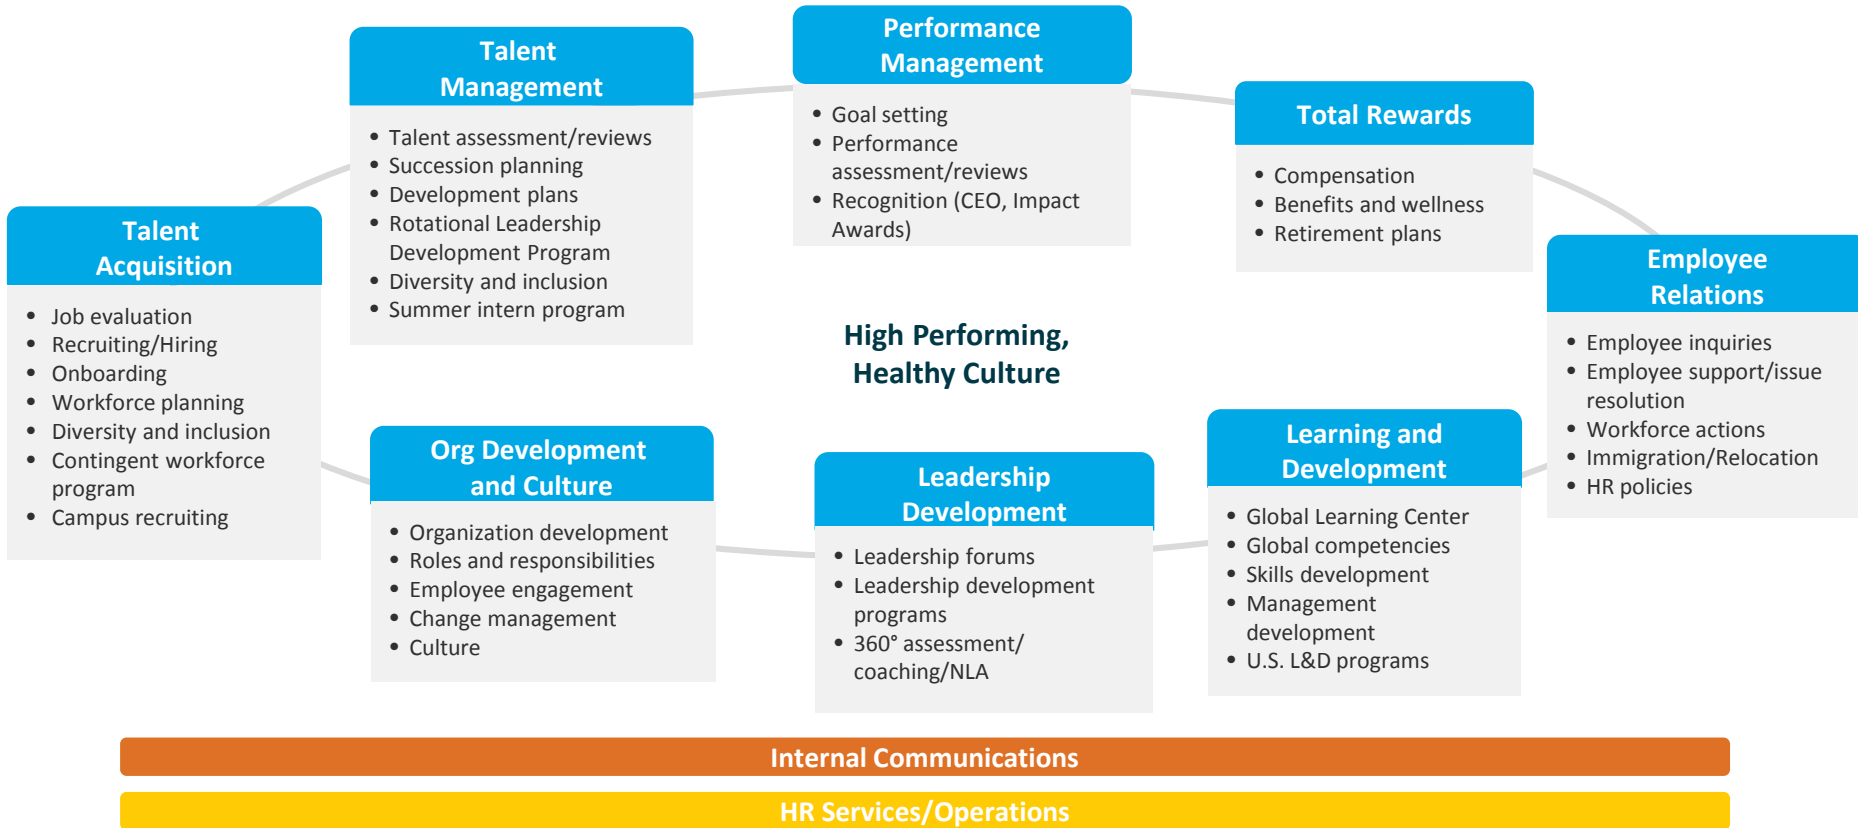 Talent
Acquisition
• Job evaluation
• Recruiting/Hiring
• Onboarding
• Workforce planning
• Diversity and inclusion
• Contingent workforce
program
• Campus recruiting
Talent
Management
• Talent assessment/reviews
• Succession planning
• Development plans
• Rotational Leadership
Development Program
• Diversity and inclusion
• Summer intern program
Performance
Management
• Goal setting
• Performance
assessment/reviews
• Recognition (CEO, Impact
Awards)
Total Rewards
• Compensation
• Benefits and wellness
• Retirement plans
Employee
Relations
• Employee inquiries
• Employee support/issue
resolution
• Workforce actions
• Immigration/Relocation
• HR policies
High Performing,
Healthy Culture
Org Development
and Culture
• Organization development
• Roles and responsibilities
• Employee engagement
• Change management
• Culture
Leadership
Development
• Leadership forums
• Leadership development
programs
• 360° assessment/
coaching/NLA
Learning and
Development
• Global Learning Center
• Global competencies
• Skills development
• Management
development
• U.S. L&D programs
Internal Communications
HR Services/Operations